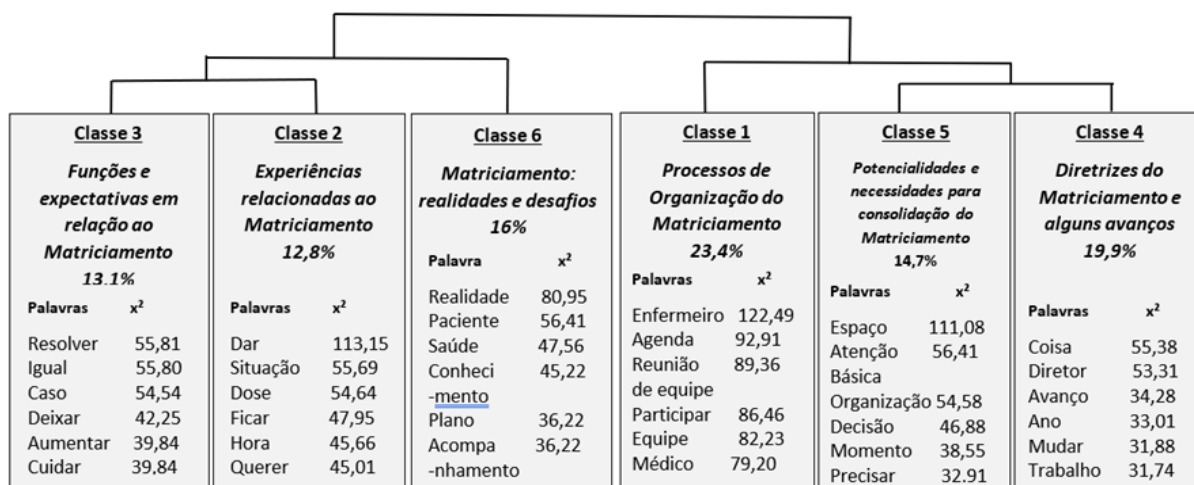 Classe 3
Funções e
expectativas em
relação ao
Matriciamento
13.1%
Palavras x²
Resolver 55,81
Igual 55,80
Caso 54,54
Deixar 42,25
Aumentar 39,84
Cuidar 39,84
Classe 2
Experiências
relacionadas ao
Matriciamento
12,8%
Palavras x²
Dar 113,15
Situação 55,69
Dose 54,64
Ficar 47,95
Hora 45,66
Querer 45,01
Classe 6
Matriciamento:
realidades e desafios
16%
Palavra x²
Realidade 80,95
Paciente 56,41
Saúde 47,56
Conheci 45,22
-mento
Plano 36,22
Acompa 36,22
-nhamento
Classe 1
Processos de
Organização do
Matriciamento
23,4%
Palavras x²
Enfermeiro 122,49
Agenda 92,91
Reunião 89,36
de equipe
Participar 86,46
Equipe 82,23
Médico 79,20
Classe 5
Potencialidades e
necessidades para
consolidação do
Matriciamento
14,7%
Palavras x²
Espaço 111,08
Atenção 56,41
Básica
Organização 54,58
Decisão 46,88
Momento 38,55
Precisar 32.91
Classe 4
Diretrizes do
Matriciamento e
alguns avanços
19,9%
Palavras x²
Coisa 55,38
Diretor 53,31
Avanço 34,28
Ano 33,01
Mudar 31,88
Trabalho 31,74